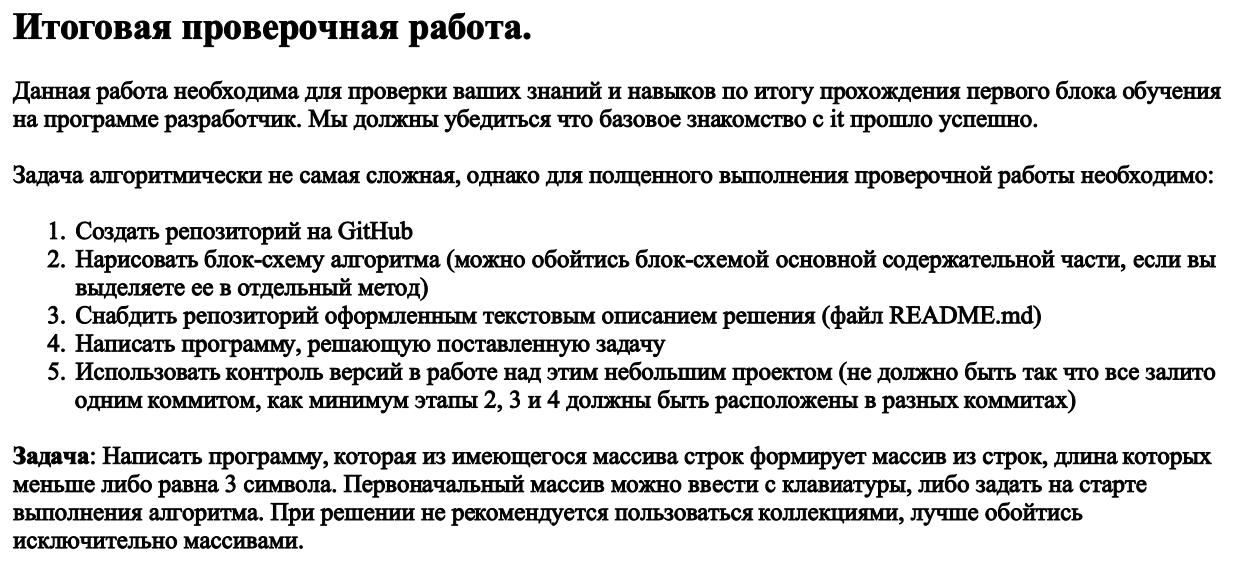 Итоговая проверочная работа.
Данная работа необходима для проверки ваших знаний и навыков по итогу прохождения первого блока обучения
на программе разработчик. Мы должны убедиться что базовое знакомство с it прошло успешно.
Задача алгоритмически не самая сложная, однако для полценного выполнения проверочной работы необходимо:
1. Создать репозиторий на GitHub
2. Нарисовать блок-схему алгоритма (можно обойтись блок-схемой основной содержательной части, если вы
выделяете ее в отдельный метод)
3. Снабдить репозиторий оформленным текстовым описанием решения (файл README.md)
4. Написать программу, решающую поставленную задачу
5. Использовать контроль версий в работе над этим небольшим проектом (не должно быть так что все залито
одним коммитом, как минимум этапы 2, 3 и 4 должны быть расположены в разных коммитах)
Задача: Написать программу, которая из имеющегося массива строк формирует массив из строк, длина которых
меньше либо равна 3 символа. Первоначальный массив можно ввести с клавиатуры, либо задать на старте
выполнения алгоритма. При решении не рекомендуется пользоваться коллекциями, лучше обойтись
исключительно массивами.